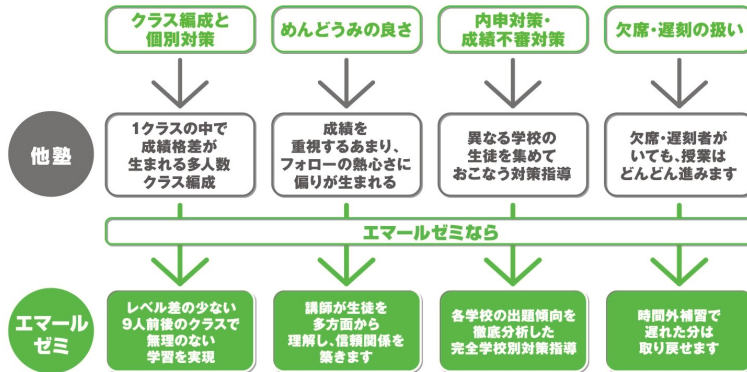 クラス編成と
個別対策
めんどうみの良さ
内申対策・
成績不審対策
欠席・遅刻の扱い
他塾
1クラスの中で
成績格差が
生まれる多人数
クラス編成
成績を
重視するあまり、
フォローの熱心さに
偏りが生まれる
異なる学校の
生徒を集めて
おこなう対策指導
欠席・遅刻者が
いても、授業は
どんどん進みます
エマールゼミなら
エマール
ゼミ
レベル差の少ない
9人前後のクラスで
無理のない
学習を実現
講師が生徒を
多方面から
理解し、信頼関係を
築きます
各学校の出題傾向を
徹底分析した
完全学校別対策指導
時間外補習で
遅れた分は
取り戻せます